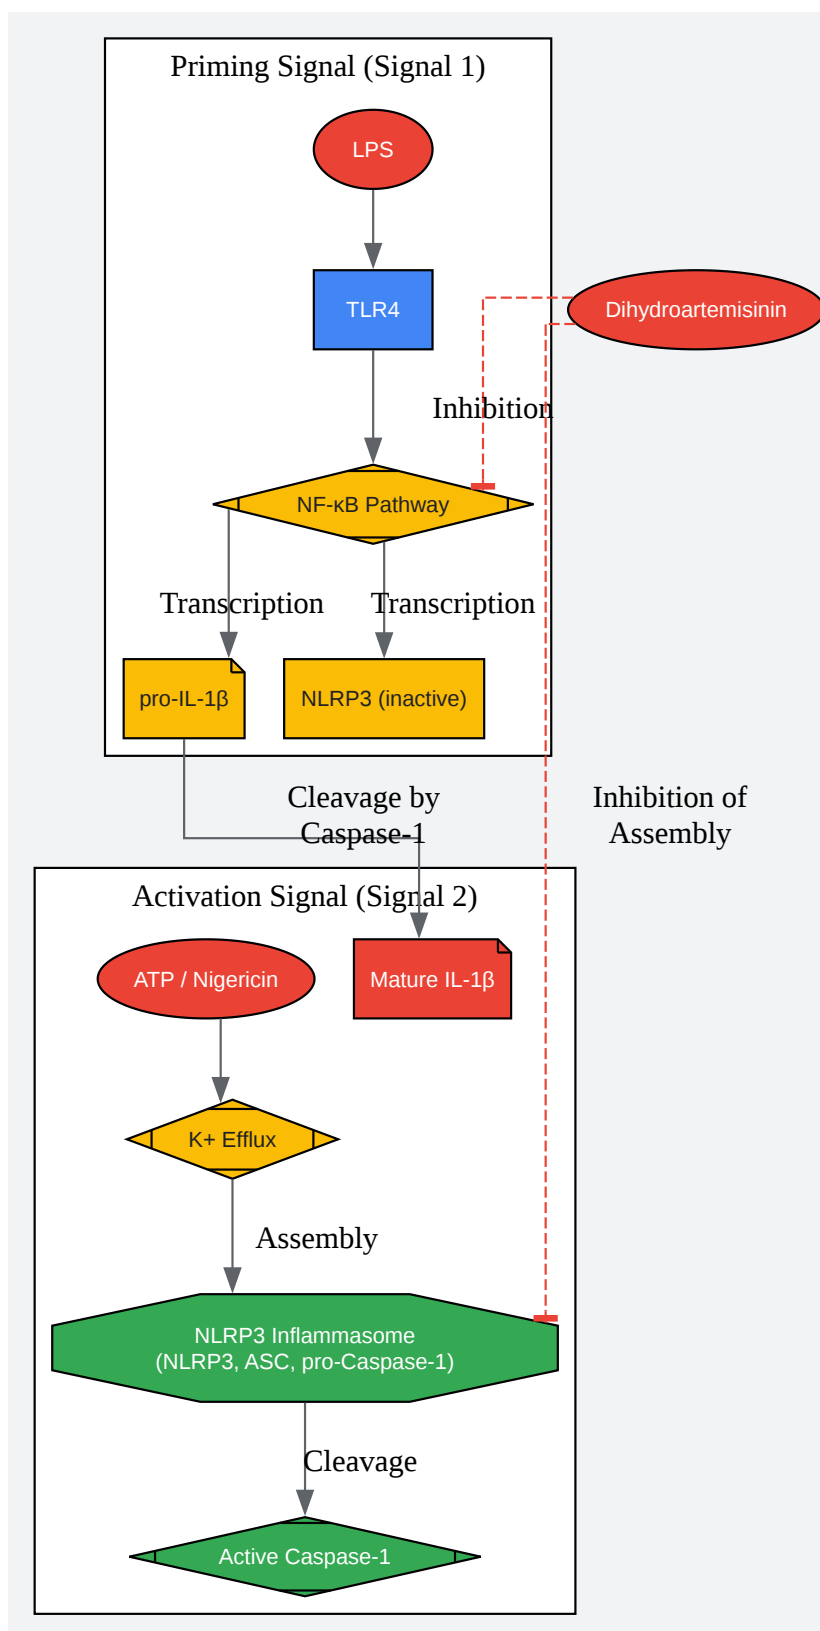 Priming Signal (Signal 1)
LPS
TLR4
Dihydroartemisinin
Inhibition
NF-κB Pathway
Transcription
Transcription
pro-IL-1β
NLRP3 (inactive)
Cleavage by
Caspase-1
Inhibition of
Assembly
Activation Signal (Signal 2)
ATP / Nigericin
Mature IL-1β
K+ Efflux
Assembly
NLRP3 Inflammasome
(NLRP3, ASC, pro-Caspase-1)
Cleavage
Active Caspase-1